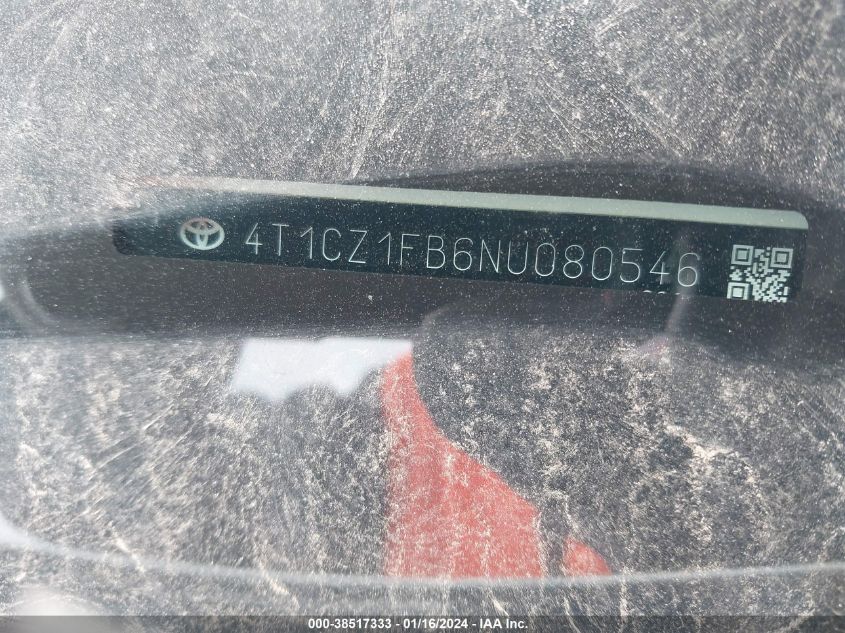 4T1CZ1FB6NU080546
000-38517333 | 01/16/2024 | IAA Inc.